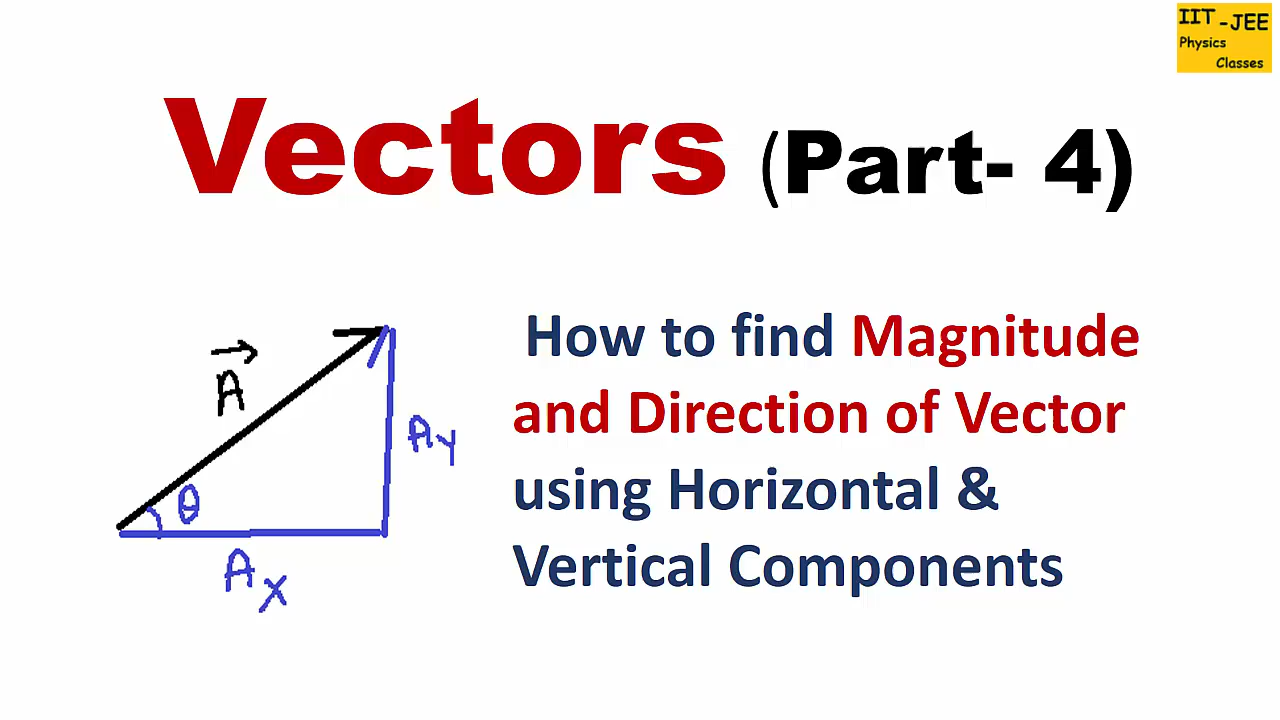 IIT -JEE
Physics
Classes
Vectors (Part- 4)
How to find Magnitude
and Direction of Vector
using Horizontal &
Vertical Components
A
θ
AY
AX